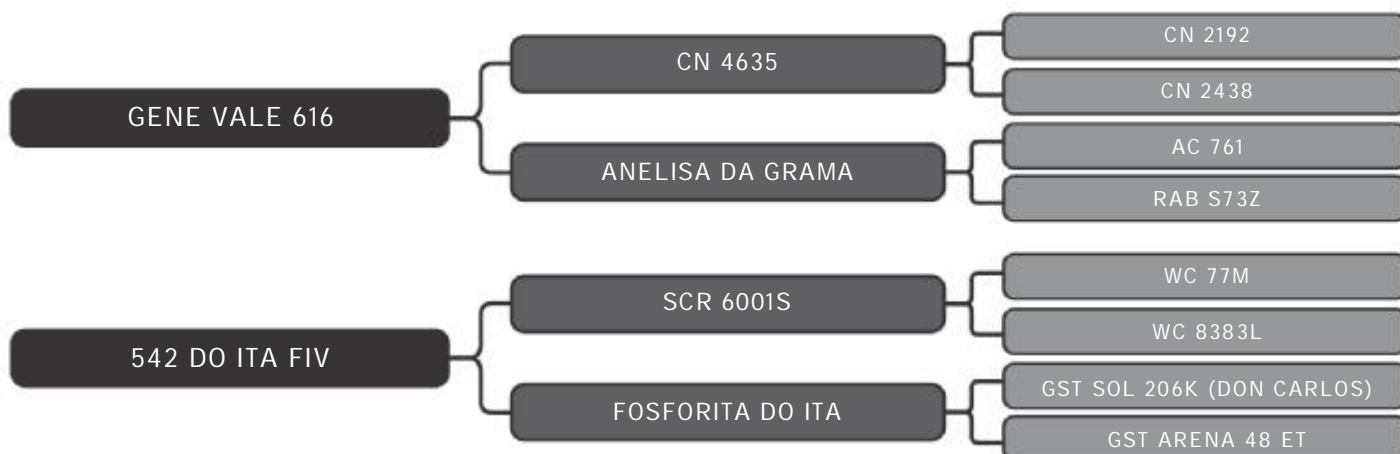 GENE VALE 616
CN 4635
CN 2192
CN 2438
ANELISA DA GRAMA
AC 761
RAB S73Z
542 DO ITA FIV
SCR 6001S
WC 77M
WC 8383L
FOSFORITA DO ITA
GST SOL 206K (DON CARLOS)
GST ARENA 48 ET